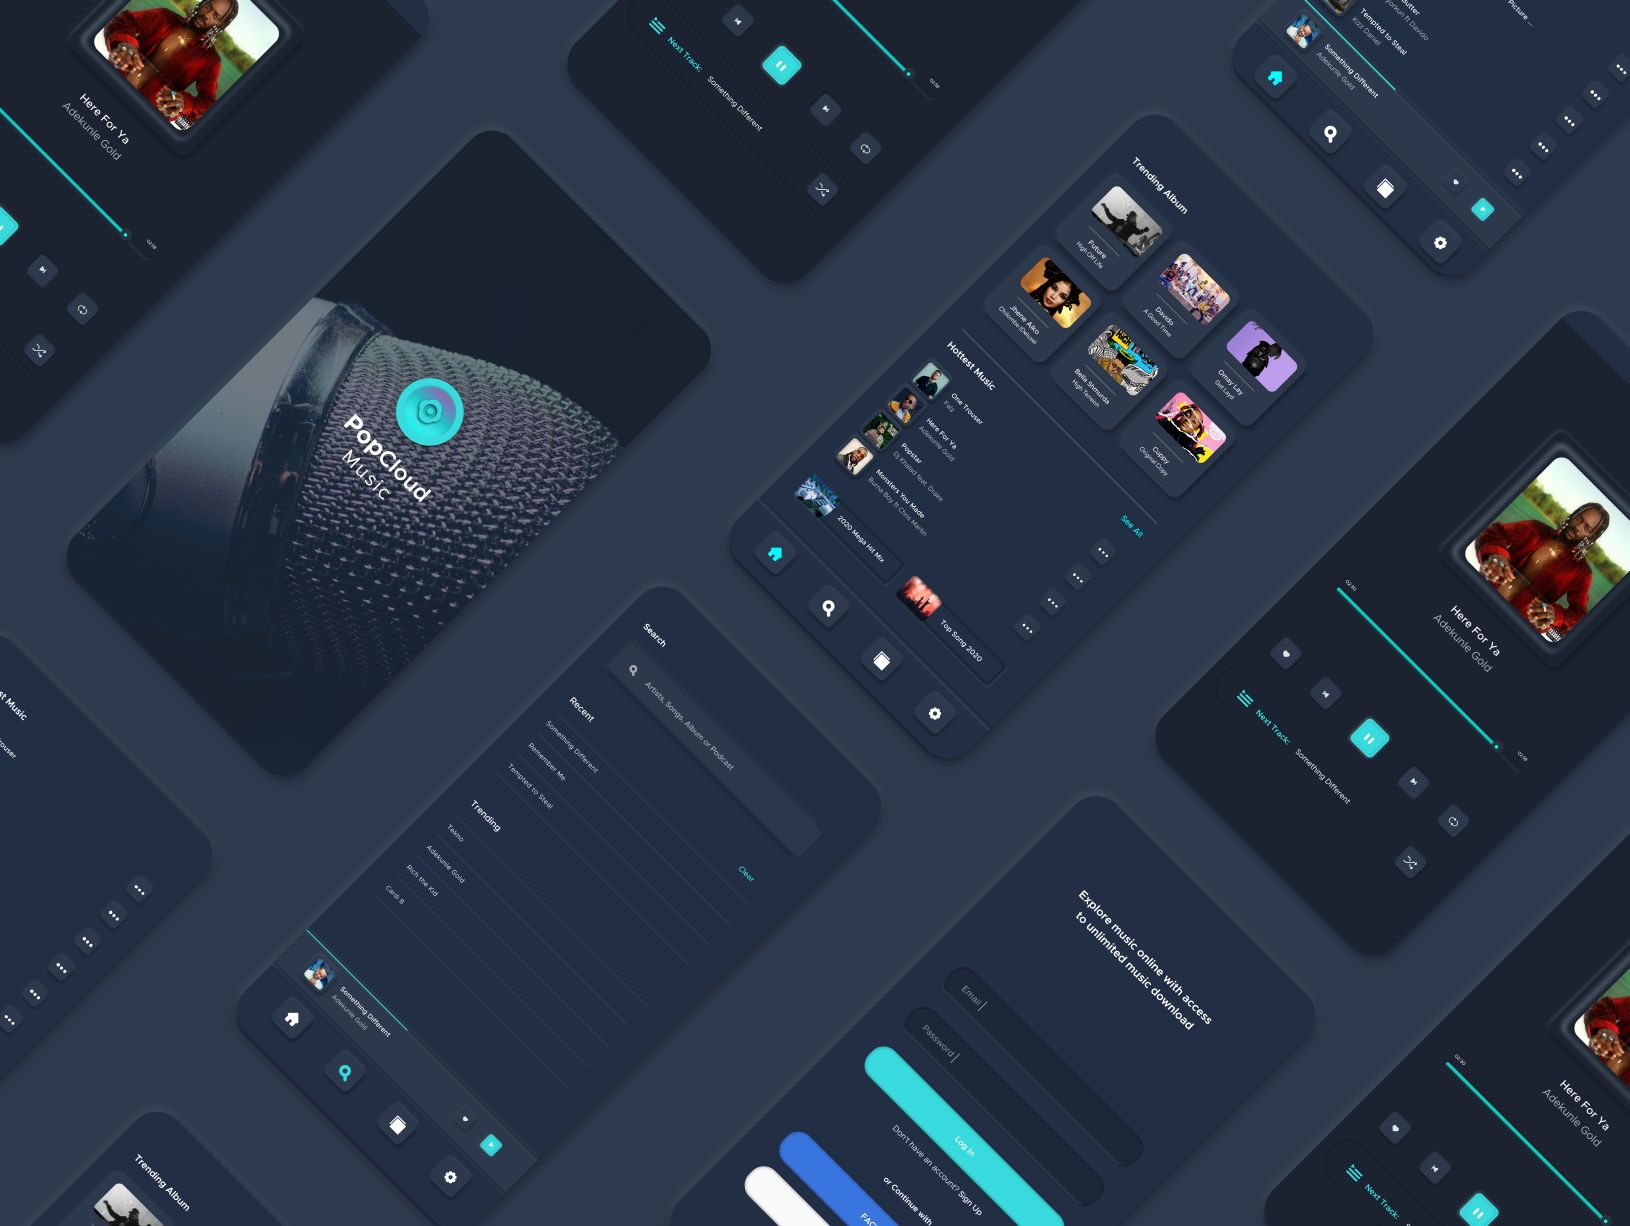 Here For Ya
Adekunle Gold
02:58
Next Track:
Something Different
02:58
PopCloud
Music
Trending Album
Future
High Off Life
Davido
A Good Time
Omay Lay
Get Layd
Jhene Aiko
Chilombo (Deluxe)
Bella Shmurda
High Tension
Cuppy
Original Copy
Hottest Music
See All
One Trouser
Falz
Here For Ya
Adekunle Gold
Popstar
Dj Khaled feat. Drake
Monsters You Made
Burna Boy ft Chris Martin
2020 Mega Hit Mix
Top Song 2020
Picture ...
Tempted to Steal
Kizz Daniel
Something Different
Adekunle Gold
Here For Ya
Adekunle Gold
Next Track:
Something Different
Search
Artists, Songs, Album or Podcast
Recent
Clear
Something Different
Remember Me
Tempted to Steal
Trending
Tekno
Adekunle Gold
Rich the Kid
Cardi B
Something Different
Adekunle Gold
Explore music online with access
to unlimited music download
Email
Password
Log in
Don't have an account? Sign Up
or Continue with
Here For Ya
Adekunle Gold
Next Track:
Trending Album